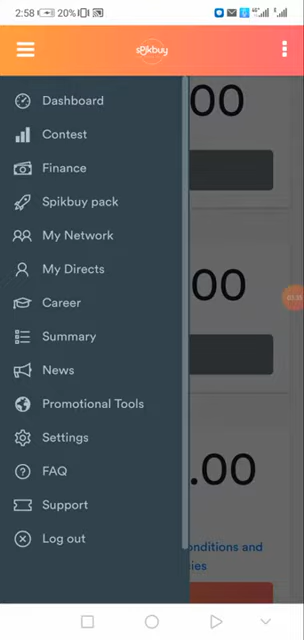 2:58
20%
spikbuy
Dashboard
.00
Contest
Finance
Spikbuy pack
My Network
My Directs
.00
Career
Summary
News
Promotional Tools
Settings
.00
FAQ
Support
Log out
onditions and
ies